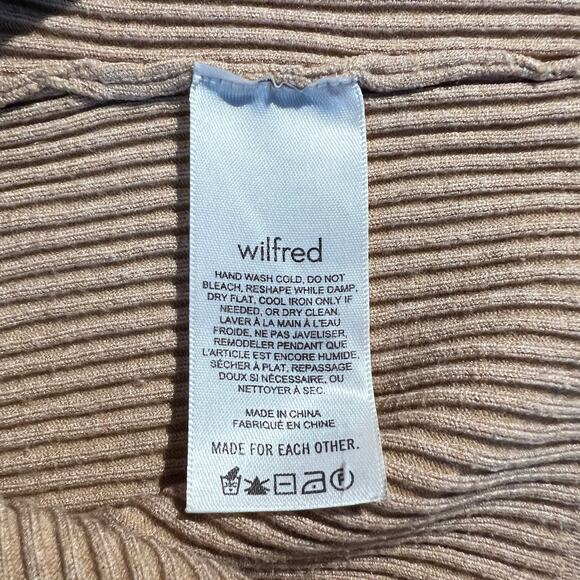 wilfred
HAND WASH COLD, DO NOT
BLEACH, RESHAPE WHILE DAMP,
DRY FLAT, COOL IRON ONLY IF
NEEDED, OR DRY CLEAN.
LAVER À LA MAIN À L'EAU
FROIDE, NE PAS JAVELISER,
REMODELER PENDANT QUE
L'ARTICLE EST ENCORE HUMIDE,
SÉCHER À PLAT, REPASSAGE
DOUX SI NÉCESSAIRE, OU
NETTOYER À SEC.
MADE IN CHINA
FABRIQUÉ EN CHINE
MADE FOR EACH OTHER.
F